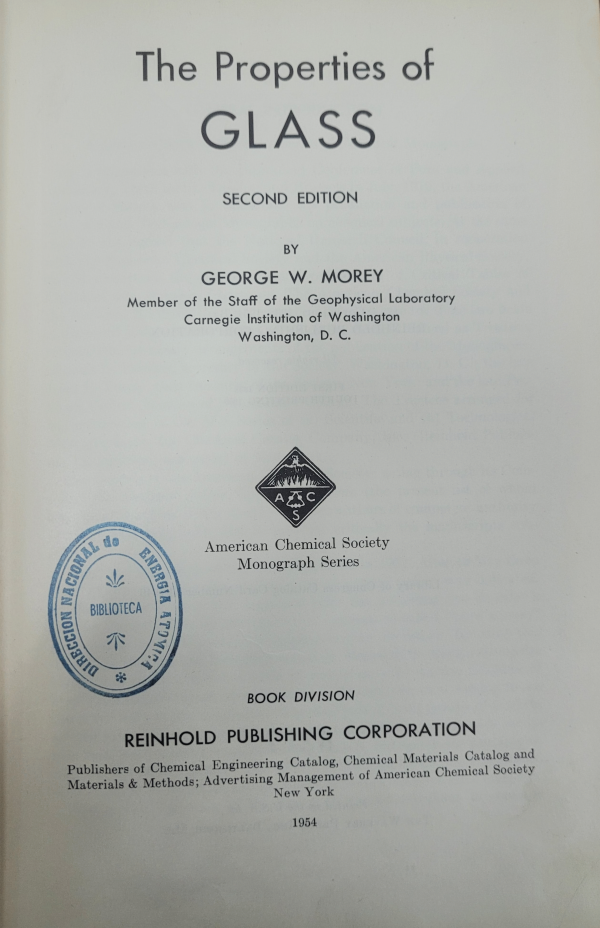 The Properties of
GLASS
SECOND EDITION
BY
GEORGE W. MOREY
Member of the Staff of the Geophysical Laboratory
Carnegie Institution of Washington
Washington, D. C.
A C
S
American Chemical Society
Monograph Series
DIRECCION NACIONAL de ENERGIA ATOMICA
BIBLIOTECA
BOOK DIVISION
REINHOLD PUBLISHING CORPORATION
Publishers of Chemical Engineering Catalog, Chemical Materials Catalog and
Materials & Methods; Advertising Management of American Chemical Society
New York
1954